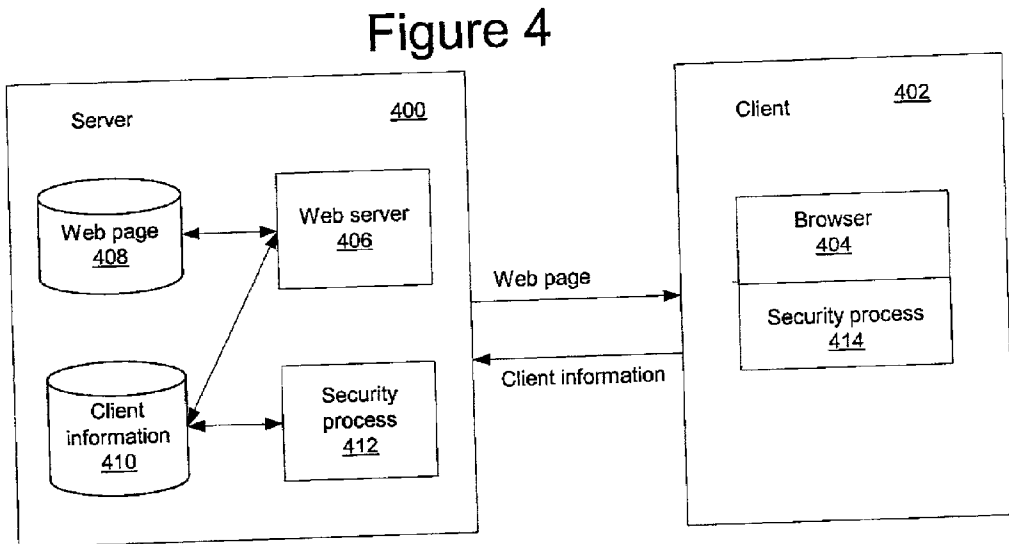 Figure 4
Server
400
Web page
408
Web server
406
Client
information
410
Security
process
412
Web page
Client information
Client
402
Browser
404
Security process
414